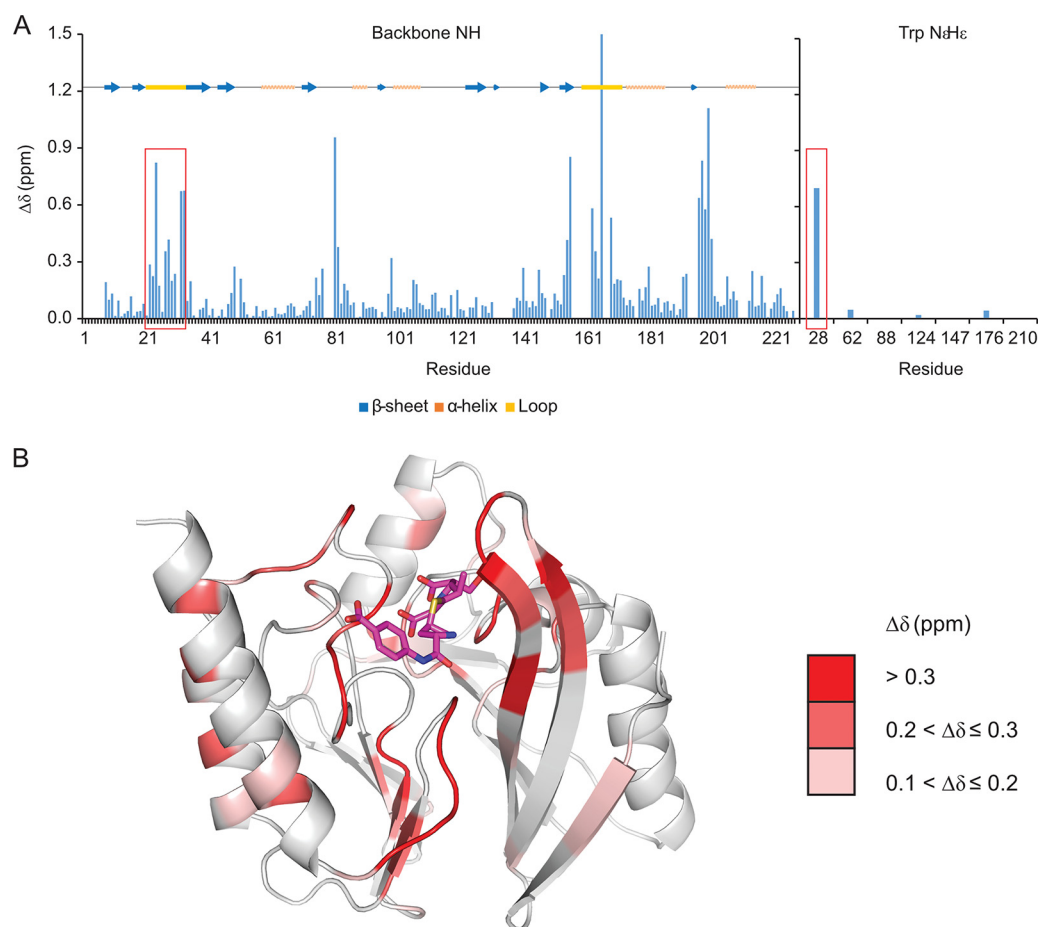 A
Backbone NH
Trp NεHε
1.5
1.2
0.9
0.6
0.3
0.0
Δδ (ppm)
1 21 41 61 81 101 121 141 161 181 201 221
28 62 88 124 147 176 210
Residue
Residue
β-sheet α-helix Loop
B
Δδ (ppm)
> 0.3
0.2 < Δδ ≤ 0.3
0.1 < Δδ ≤ 0.2